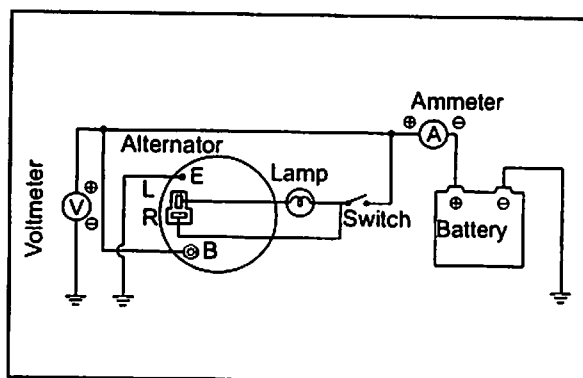 Ammeter
⊕ A ⊖
Alternator
E
Lamp
L
Voltmeter
V
⊕
⊖
R
Switch
B
⊕ ⊖
Battery